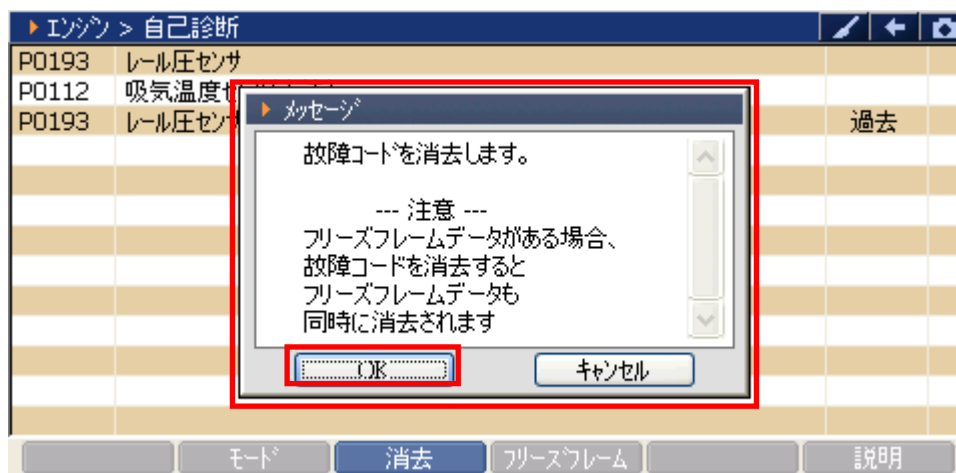 エンジン > 自己診断
P0193 レール圧センサ
P0112 吸気温度セ
P0193 レール圧センサ 過去
メッセージ
故障コードを消去します。
--- 注意 ---
フリーズフレームデータがある場合、
故障コードを消去すると
フリーズフレームデータも
同時に消去されます
OK キャンセル
モード 消去 フリーズフレーム 説明